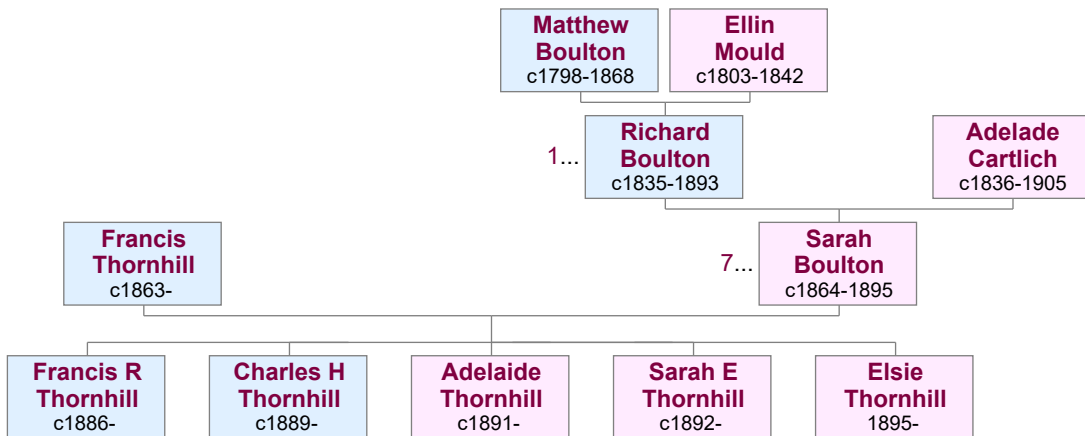 Matthew
Boulton
c1798-1868
Ellin
Mould
c1803-1842
1...
Richard
Boulton
c1835-1893
Adelade
Cartlich
c1836-1905
Francis
Thornhill
c1863-
7...
Sarah
Boulton
c1864-1895
Francis R
Thornhill
c1886-
Charles H
Thornhill
c1889-
Adelaide
Thornhill
c1891-
Sarah E
Thornhill
c1892-
Elsie
Thornhill
1895-